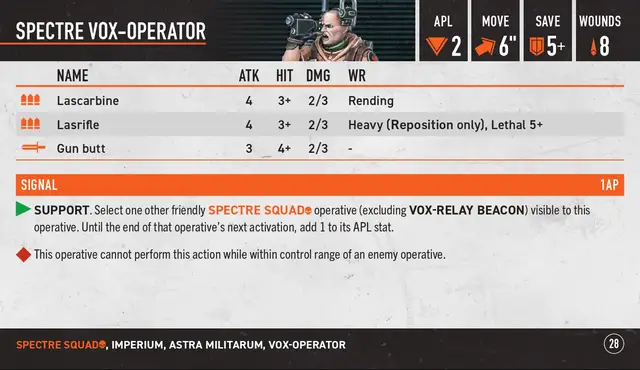 SPECTRE VOX-OPERATOR
APL 2
MOVE 6"
SAVE 5+
WOUNDS 8
NAME ATK HIT DMG WR
Lascarbine 4 3+ 2/3 Rending
Lasrifle 4 3+ 2/3 Heavy (Reposition only), Lethal 5+
Gun butt 3 4+ 2/3 -
SIGNAL 1AP
SUPPORT. Select one other friendly SPECTRE SQUAD operative (excluding VOX-RELAY BEACON) visible to this
operative. Until the end of that operative's next activation, add 1 to its APL stat.
This operative cannot perform this action while within control range of an enemy operative.
SPECTRE SQUAD, IMPERIUM, ASTRA MILITARUM, VOX-OPERATOR 28